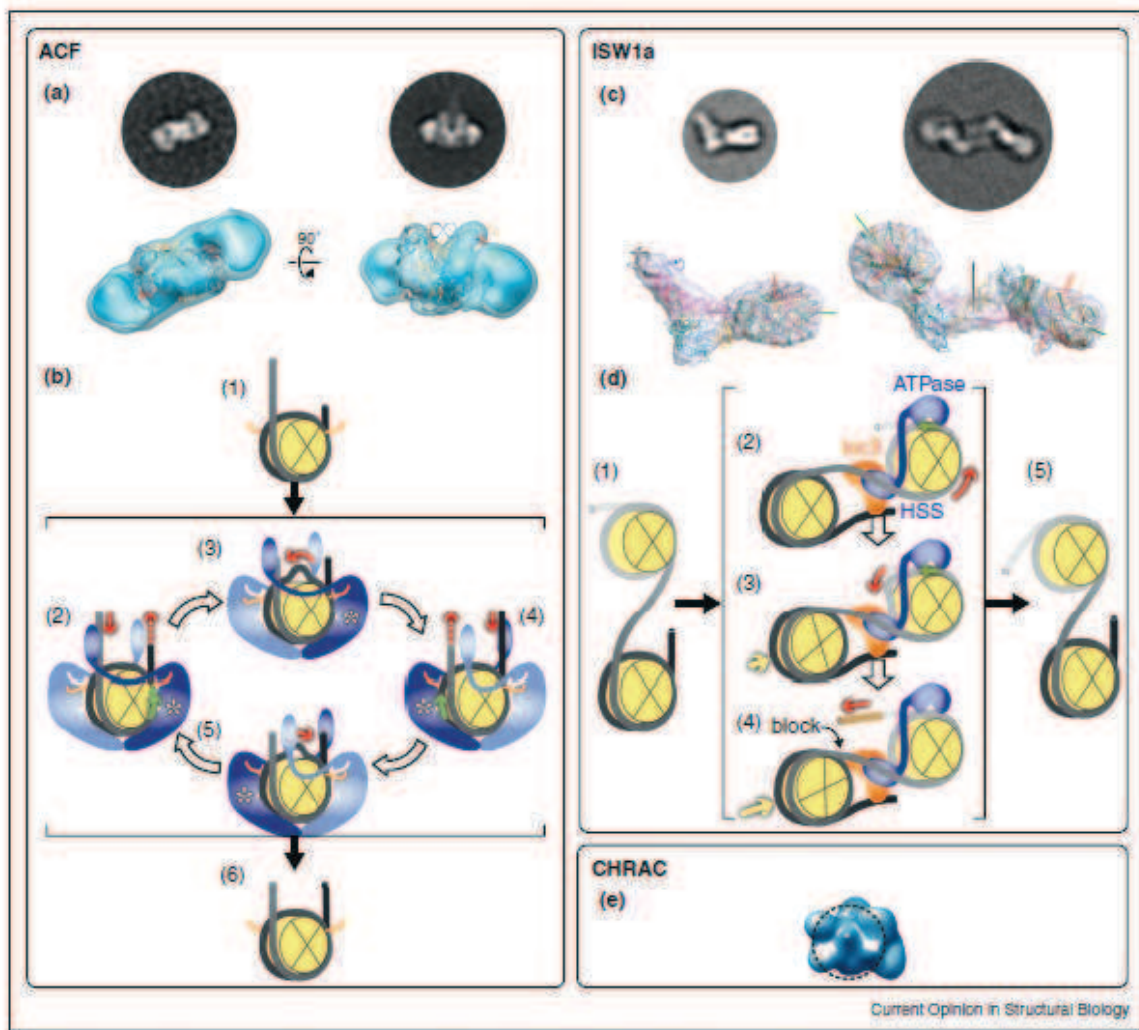 ACF
(a)
90°
(b)
(1)
(3)
(2)
(4)
(5)
(6)
ISW1a
(c)
(d)
ATPase
(2)
(1)
(5)
HSS
(3)
(4) block
CHRAC
(e)
Current Opinion in Structural Biology